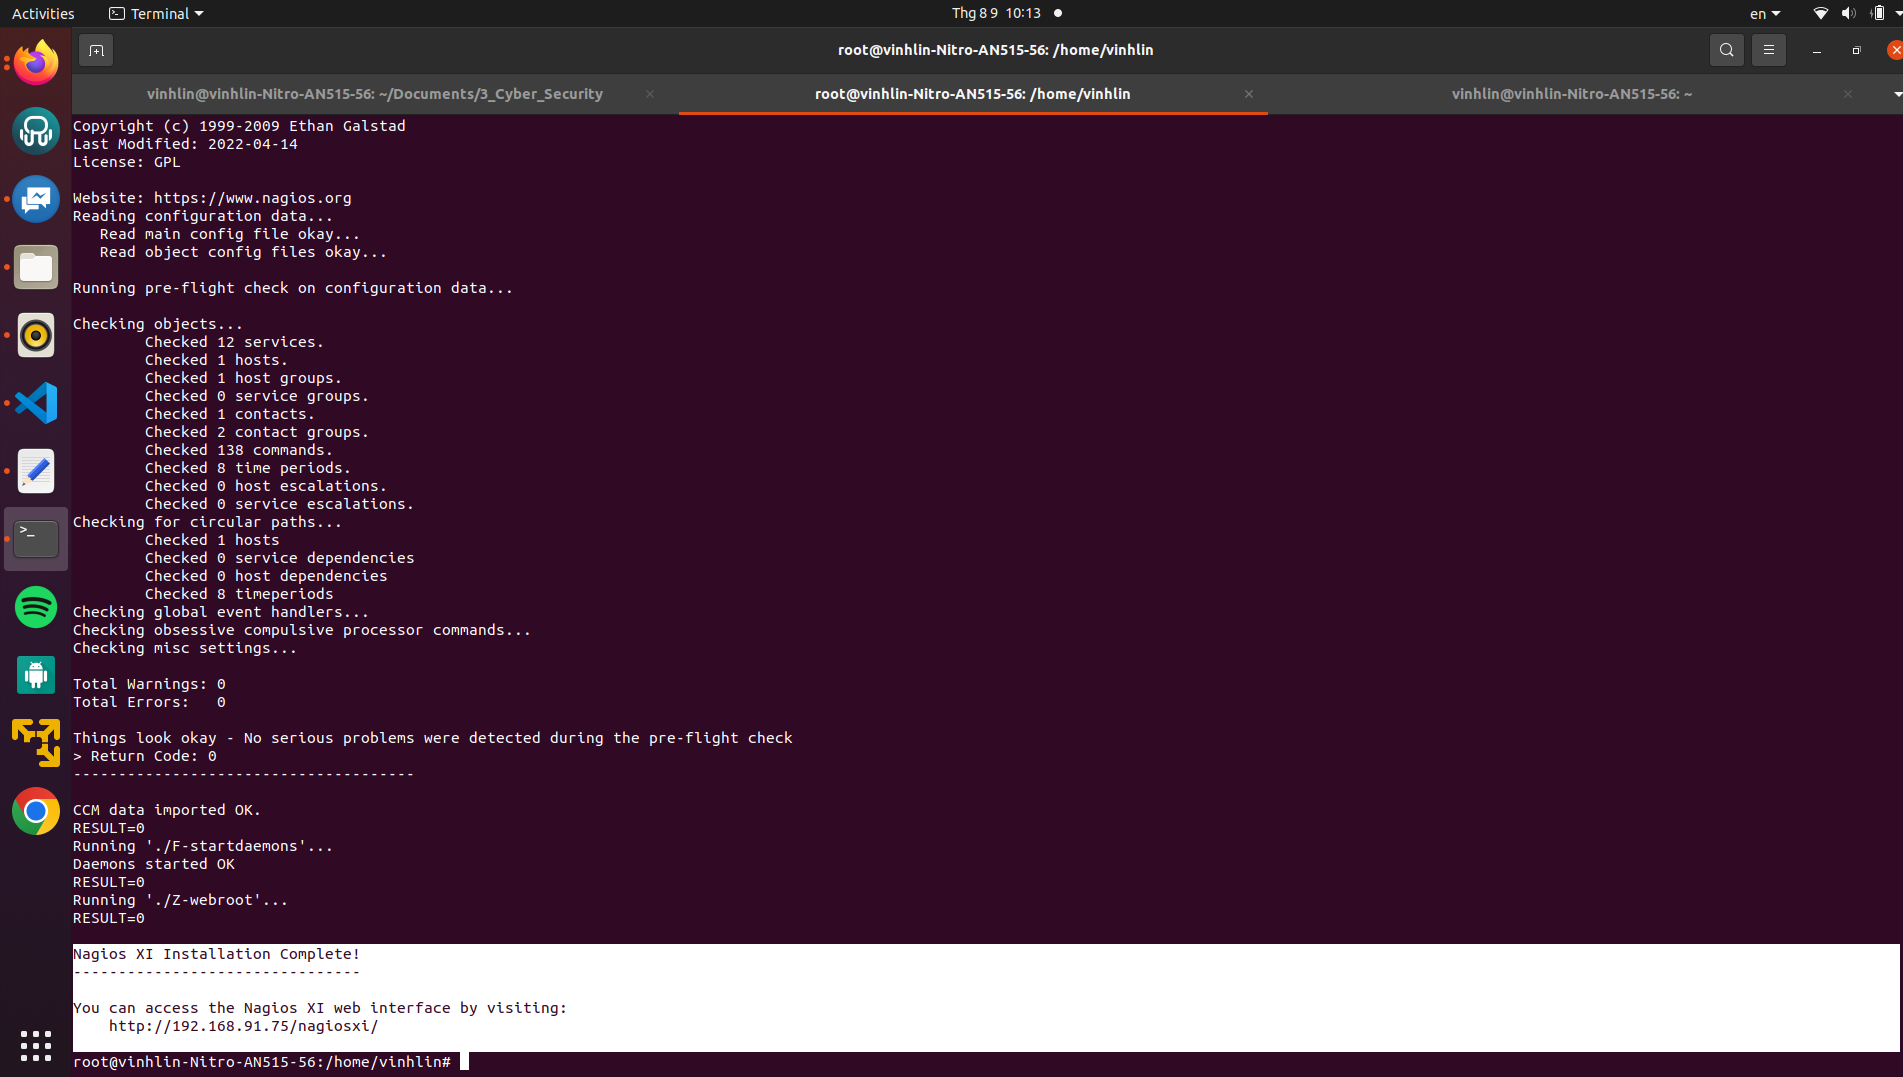 Activities
Terminal
Thg 8 9 10:13
en
root@vinhlin-Nitro-AN515-56: /home/vinhlin
vinhlin@vinhlin-Nitro-AN515-56: ~/Documents/3_Cyber_Security
root@vinhlin-Nitro-AN515-56: /home/vinhlin
vinhlin@vinhlin-Nitro-AN515-56: ~
Copyright (c) 1999-2009 Ethan Galstad
Last Modified: 2022-04-14
License: GPL
Website: https://www.nagios.org
Reading configuration data...
Read main config file okay...
Read object config files okay...
Running pre-flight check on configuration data...
Checking objects...
Checked 12 services.
Checked 1 hosts.
Checked 1 host groups.
Checked 0 service groups.
Checked 1 contacts.
Checked 2 contact groups.
Checked 138 commands.
Checked 8 time periods.
Checked 0 host escalations.
Checked 0 service escalations.
Checking for circular paths...
Checked 1 hosts
Checked 0 service dependencies
Checked 0 host dependencies
Checked 8 timeperiods
Checking global event handlers...
Checking obsessive compulsive processor commands...
Checking misc settings...
Total Warnings: 0
Total Errors:   0
Things look okay - No serious problems were detected during the pre-flight check
> Return Code: 0
--------------------------------------
CCM data imported OK.
RESULT=0
Running './F-startdaemons'...
Daemons started OK
RESULT=0
Running './Z-webroot'...
RESULT=0
Nagios XI Installation Complete!
--------------------------------
You can access the Nagios XI web interface by visiting:
http://192.168.91.75/nagiosxi/
root@vinhlin-Nitro-AN515-56:/home/vinhlin#